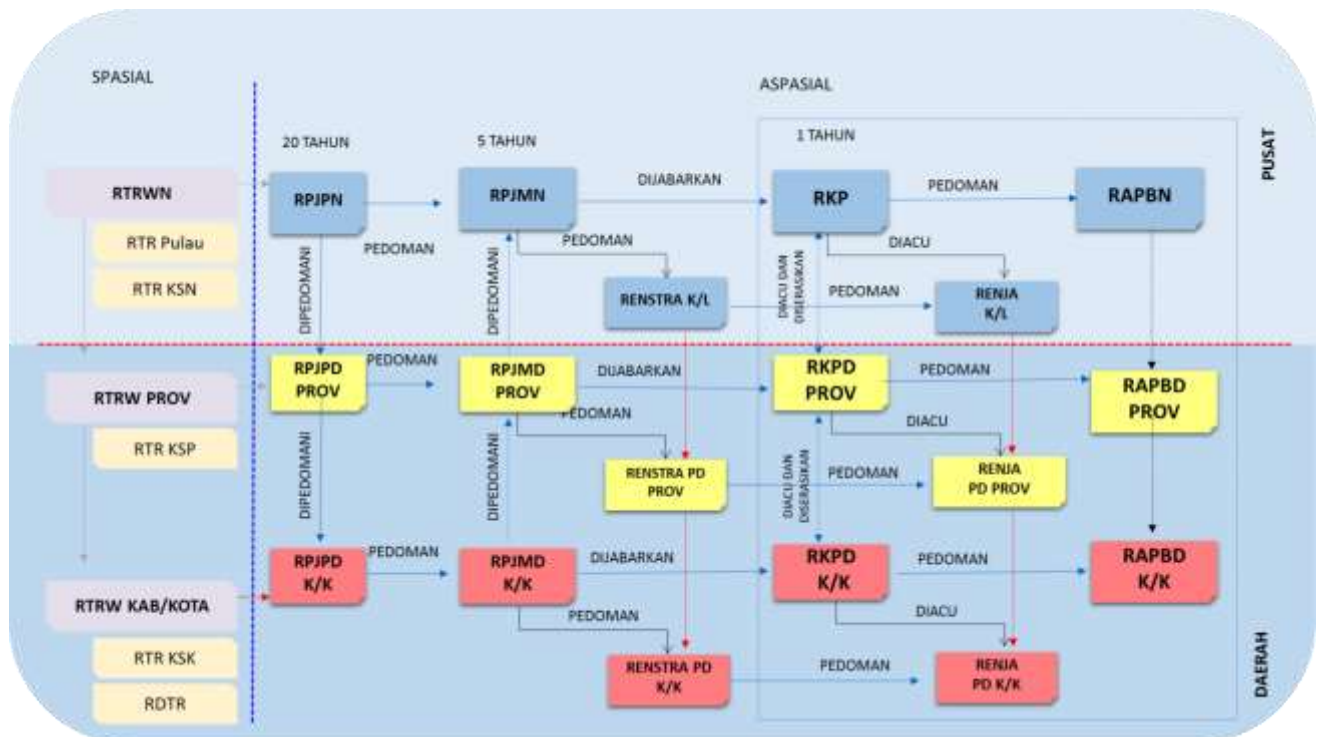 SPASIAL
ASPASIAL
20 TAHUN
5 TAHUN
1 TAHUN
PUSAT
RTRWN
RPJPN
RPJMN
DIJABARKAN
RKP
PEDOMAN
RAPBN
RTR Pulau
RTR KSN
DIPEDOMANI
PEDOMAN
DIPEDOMANI
PEDOMAN
RENSTRA K/L
DIACU DAN
DISERASIKAN
DIACU
PEDOMAN
RENJA
K/L
RTRW PROV
RTR KSP
RPJPD
PROV
PEDOMAN
RPJMD
PROV
DIJABARKAN
RKPD
PROV
PEDOMAN
RAPBD
PROV
DIPEDOMANI
DIPEDOMANI
PEDOMAN
RENSTRA PD
PROV
DIACU DAN
DISERASIKAN
DIACU
PEDOMAN
RENJA
PD PROV
RTRW KAB/KOTA
RTR KSK
RDTR
RPJPD
K/K
PEDOMAN
RPJMD
K/K
DIJABARKAN
RKPD
K/K
PEDOMAN
RAPBD
K/K
PEDOMAN
RENSTRA PD
K/K
DIACU
PEDOMAN
RENJA
PD K/K
DAERAH